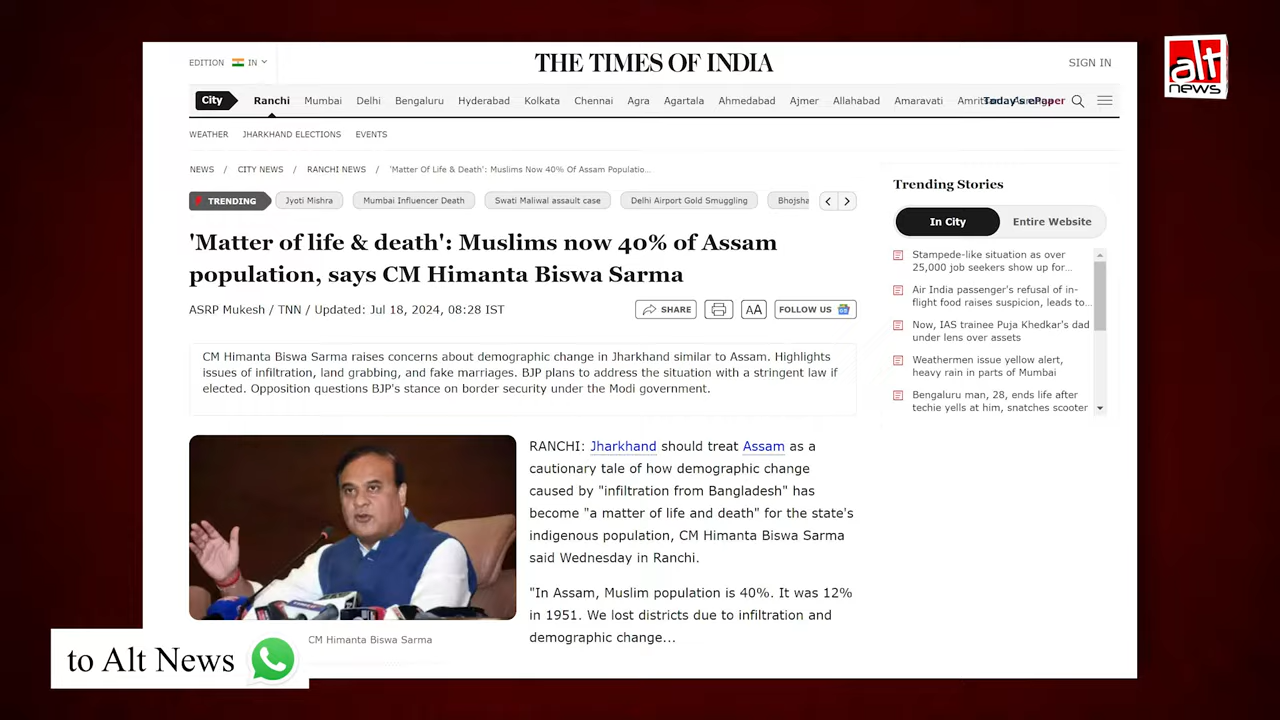 EDITION IN
THE TIMES OF INDIA
SIGN IN
alt
news
City Ranchi Mumbai Delhi Bengaluru Hyderabad Kolkata Chennai Agra Agartala Ahmedabad Ajmer Allahabad Amaravati Today's ePaper
WEATHER JHARKHAND ELECTIONS EVENTS
NEWS / CITY NEWS / RANCHI NEWS / 'Matter Of Life & Death': Muslims Now 40% Of Assam Populatio...
TRENDING Jyoti Mishra Mumbai Influencer Death Swati Maliwal assault case Delhi Airport Gold Smuggling Bhojsha
'Matter of life & death': Muslims now 40% of Assam
population, says CM Himanta Biswa Sarma
ASRP Mukesh / TNN / Updated: Jul 18, 2024, 08:28 IST
SHARE AA FOLLOW US
CM Himanta Biswa Sarma raises concerns about demographic change in Jharkhand similar to Assam. Highlights
issues of infiltration, land grabbing, and fake marriages. BJP plans to address the situation with a stringent law if
elected. Opposition questions BJP's stance on border security under the Modi government.
RANCHI: Jharkhand should treat Assam as a
cautionary tale of how demographic change
caused by "infiltration from Bangladesh" has
become "a matter of life and death" for the state's
indigenous population, CM Himanta Biswa Sarma
said Wednesday in Ranchi.
"In Assam, Muslim population is 40%. It was 12%
in 1951. We lost districts due to infiltration and
demographic change...
CM Himanta Biswa Sarma
Trending Stories
In City Entire Website
Stampede-like situation as over
25,000 job seekers show up for...
Air India passenger's refusal of in-
flight food raises suspicion, leads to...
Now, IAS trainee Puja Khedkar's dad
under lens over assets
Weathermen issue yellow alert,
heavy rain in parts of Mumbai
Bengaluru man, 28, ends life after
techie yells at him, snatches scooter
to Alt News